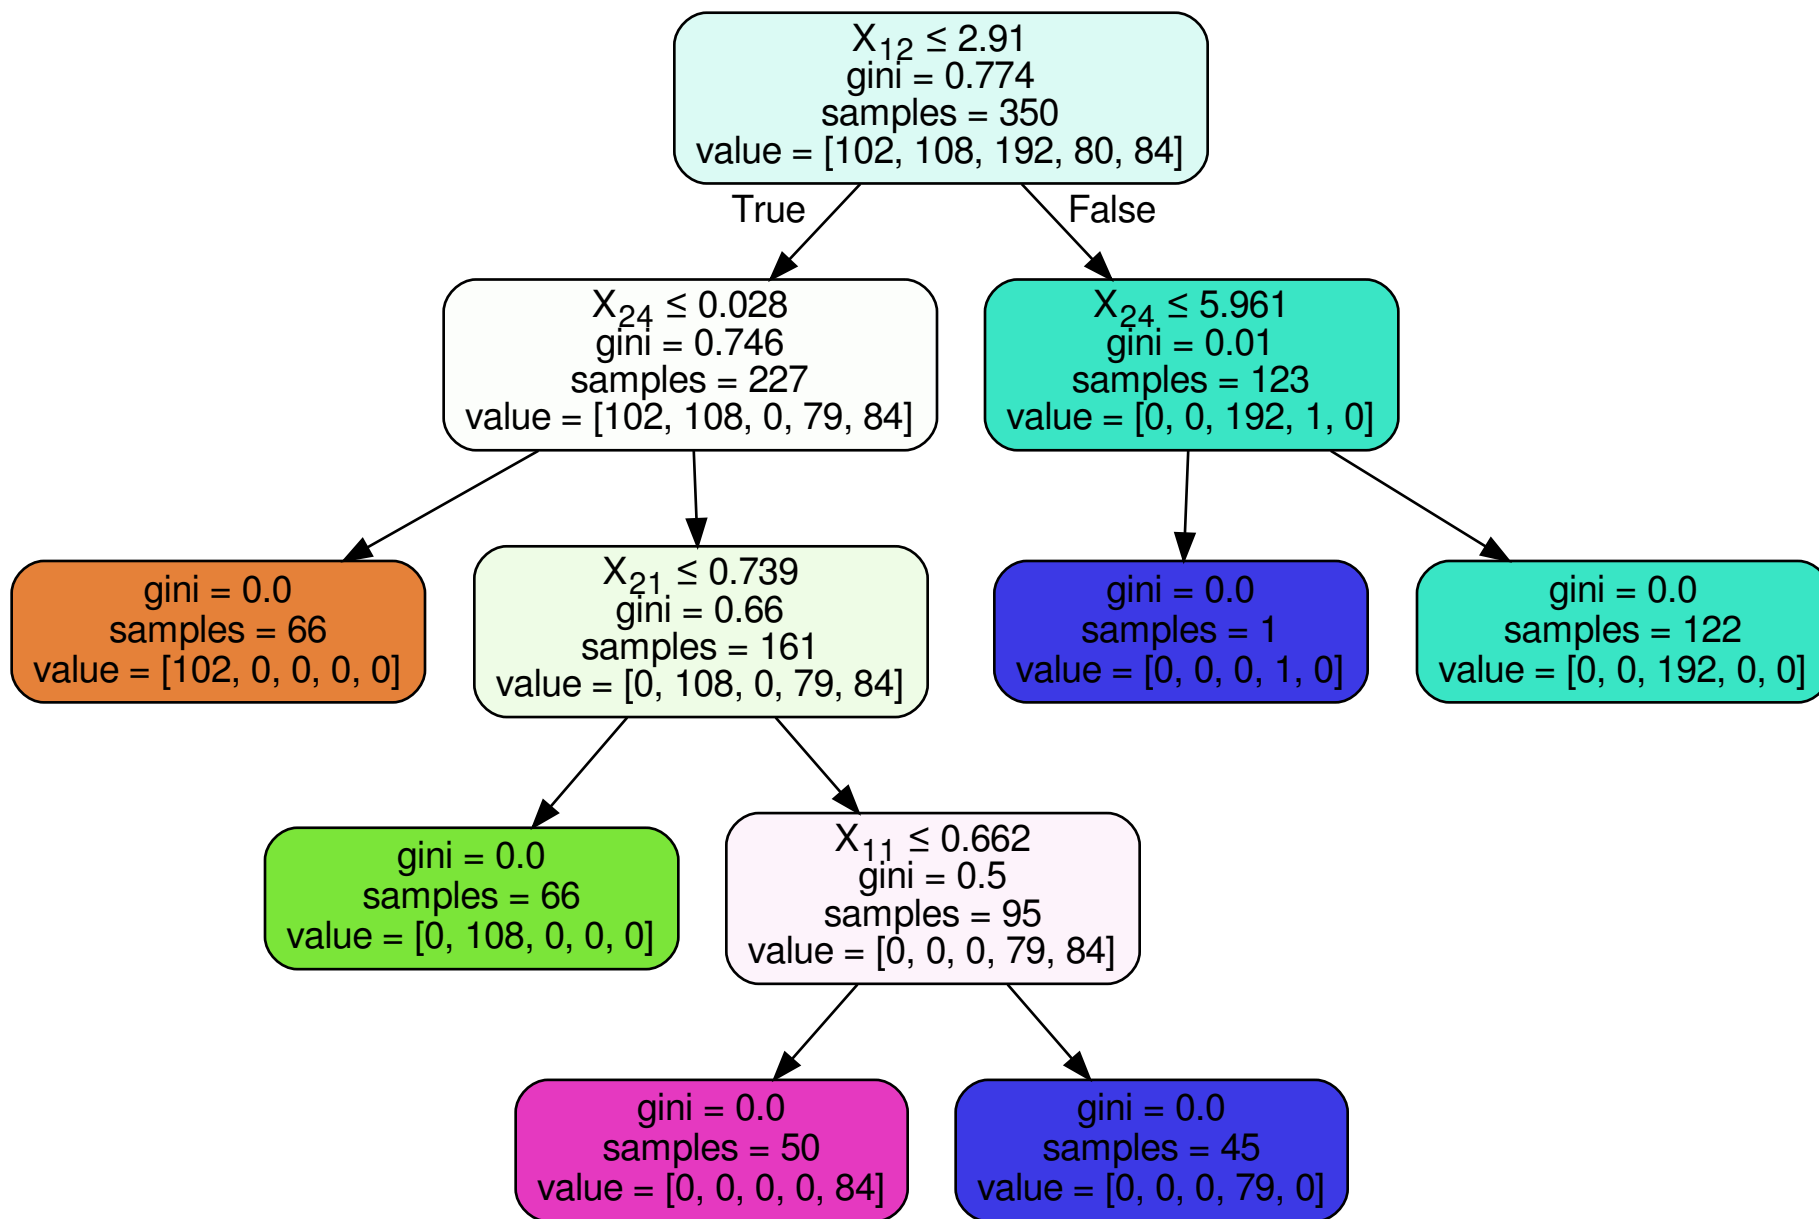 X12 ≤ 2.91
gini = 0.774
samples = 350
value = [102, 108, 192, 80, 84]
True
False
X24 ≤ 0.028
gini = 0.746
samples = 227
value = [102, 108, 0, 79, 84]
X24 ≤ 5.961
gini = 0.01
samples = 123
value = [0, 0, 192, 1, 0]
gini = 0.0
samples = 66
value = [102, 0, 0, 0, 0]
X21 ≤ 0.739
gini = 0.66
samples = 161
value = [0, 108, 0, 79, 84]
gini = 0.0
samples = 1
value = [0, 0, 0, 1, 0]
gini = 0.0
samples = 122
value = [0, 0, 192, 0, 0]
gini = 0.0
samples = 66
value = [0, 108, 0, 0, 0]
X11 ≤ 0.662
gini = 0.5
samples = 95
value = [0, 0, 0, 79, 84]
gini = 0.0
samples = 50
value = [0, 0, 0, 0, 84]
gini = 0.0
samples = 45
value = [0, 0, 0, 79, 0]